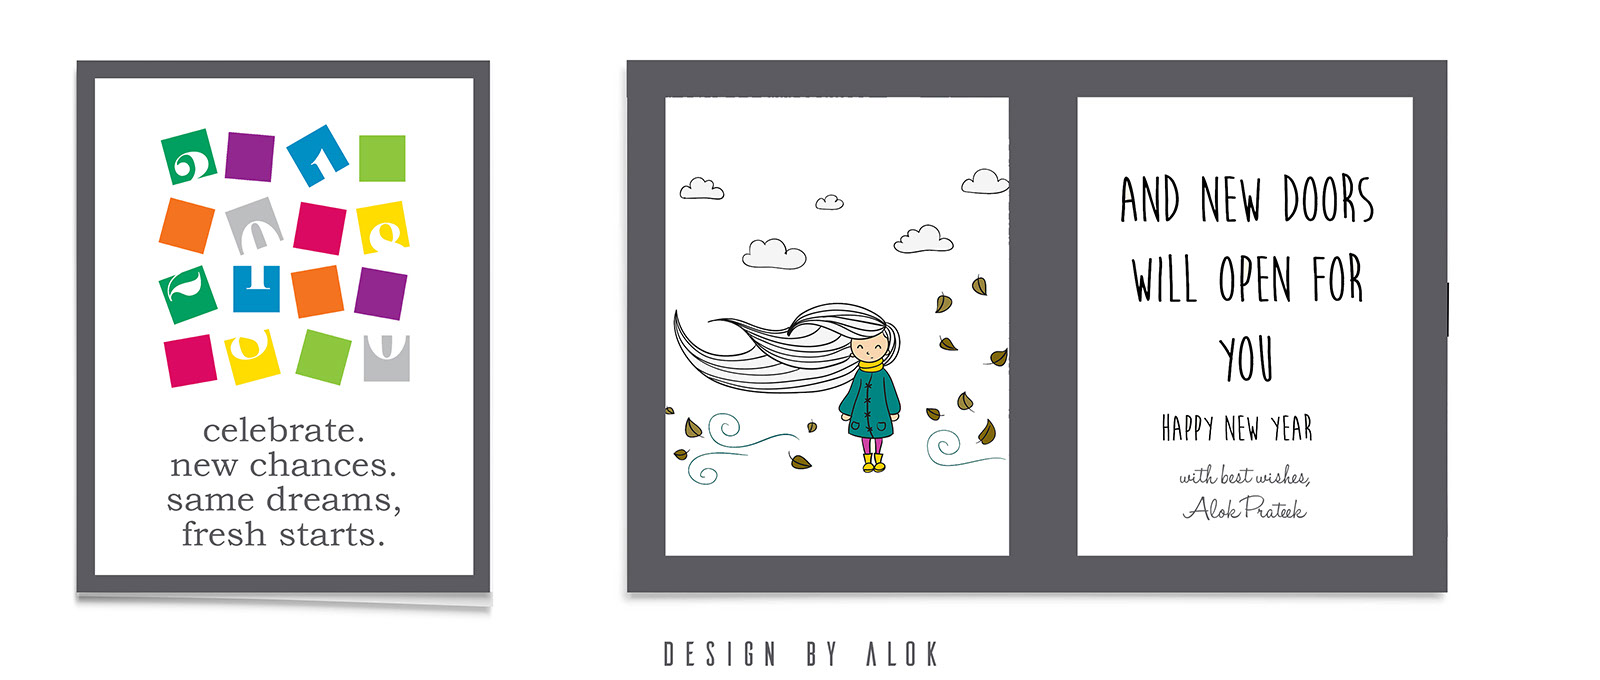 celebrate.
new chances.
same dreams,
fresh starts.
AND NEW DOORS
WILL OPEN FOR
YOU
HAPPY NEW YEAR
with best wishes,
Alok Prateek
DESIGN BY ALOK